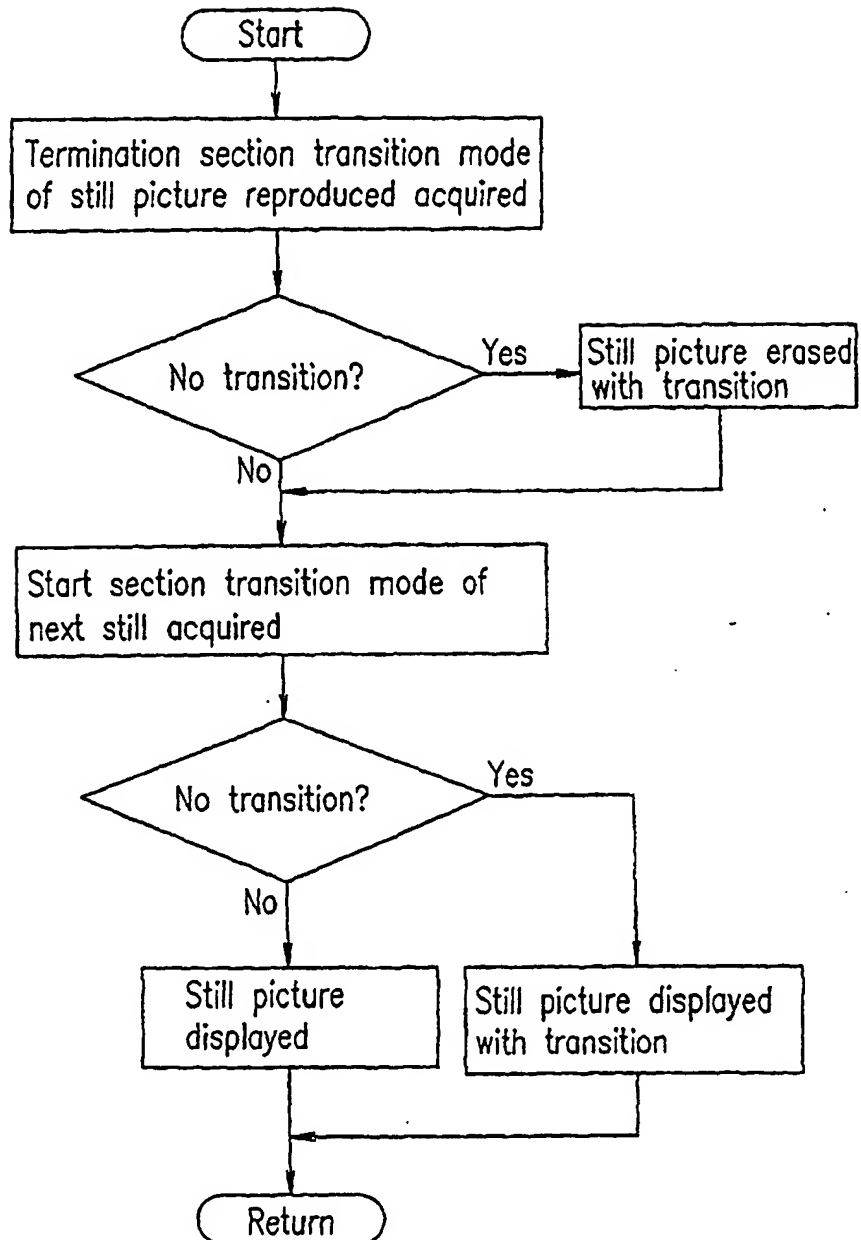 Start
Termination section transition mode
of still picture reproduced acquired
No transition?
Yes
Still picture erased
with transition
No
Start section transition mode of
next still acquired
No transition?
Yes
No
Still picture
displayed
Still picture displayed
with transition
Return